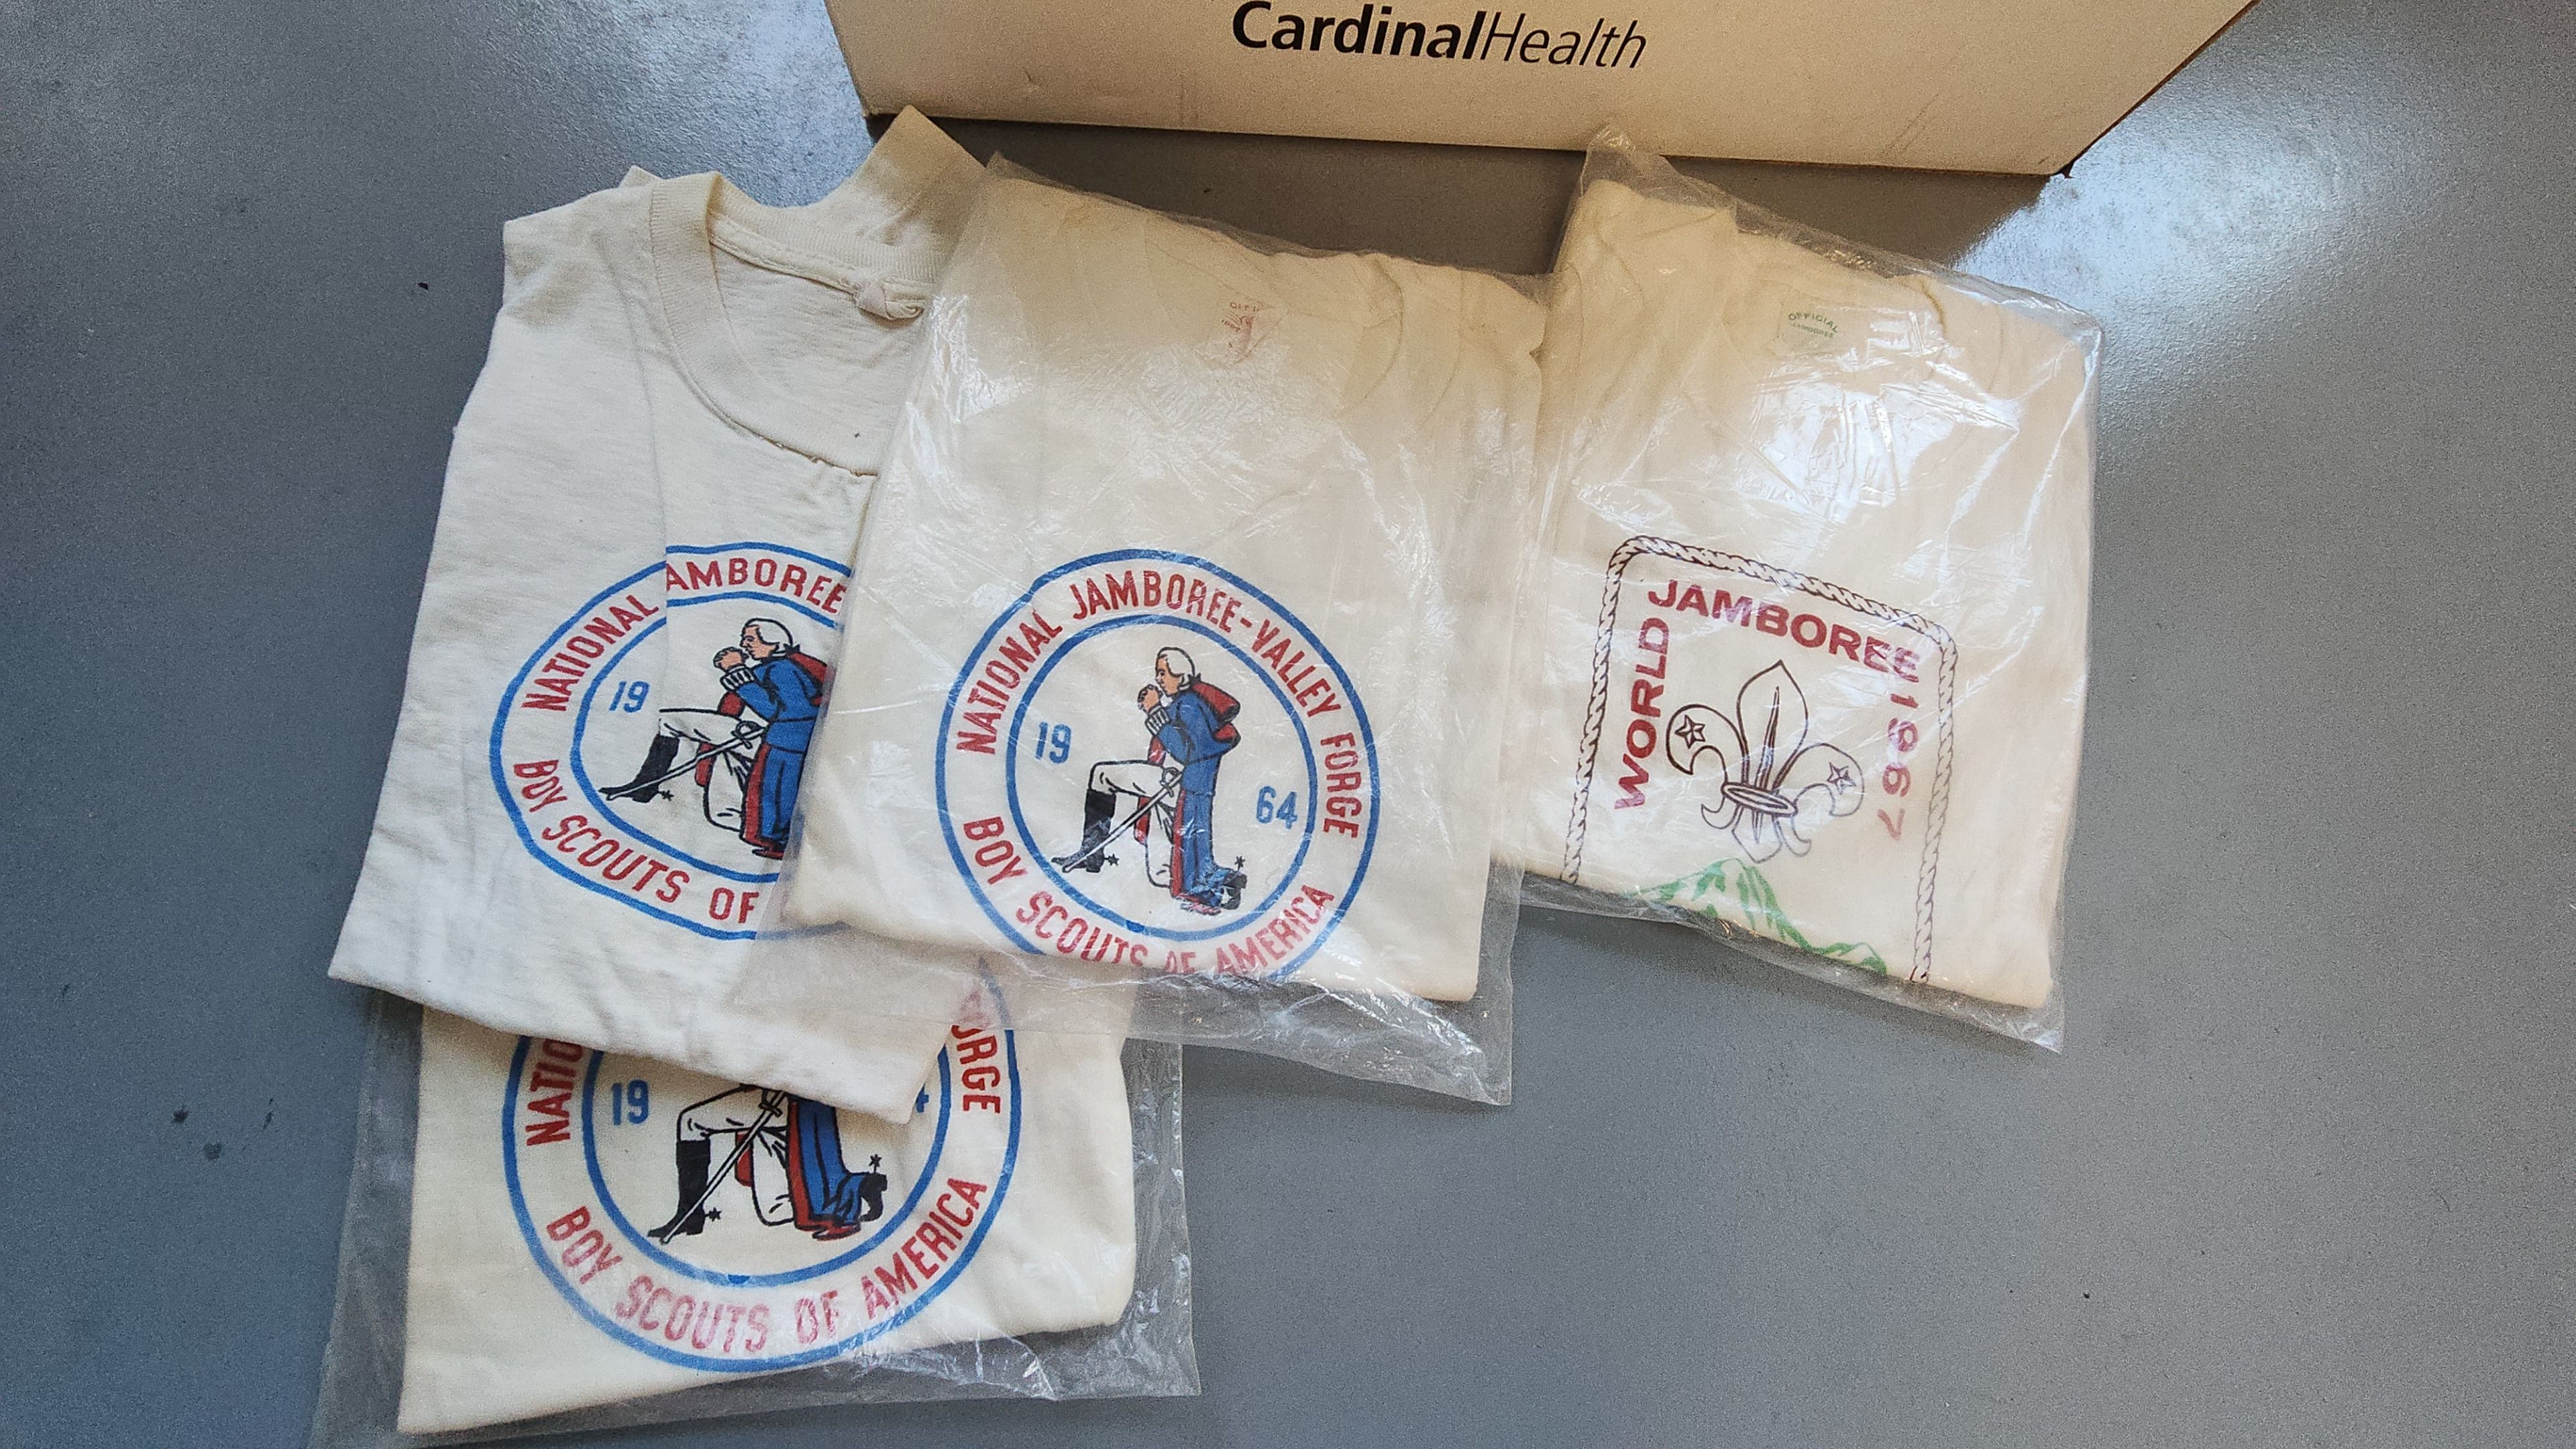 CardinalHealth
NATIONAL JAMBOREE
19
BOY SCOUTS OF
NATIONAL JAMBOREE-VALLEY FORGE
19 64
BOY SCOUTS OF AMERICA
OFFICIAL
JAMBOREE
WORLD JAMBOREE 1967
19
BOY SCOUTS OF AMERICA